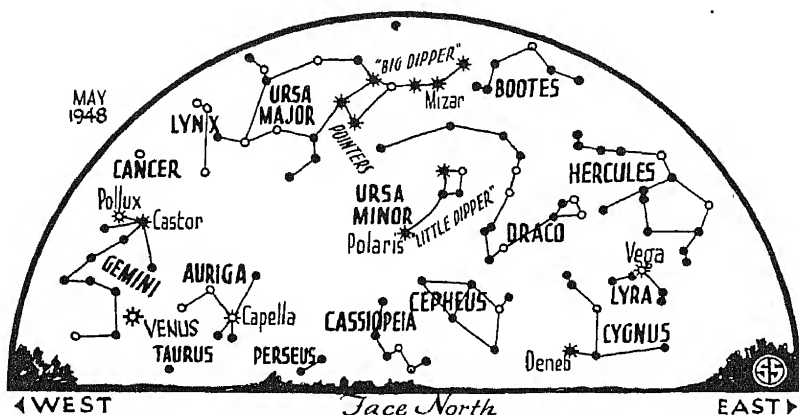 MAY
1948
"BIG DIPPER"
Mizar
BOOTES
URSA
MAJOR
LYNX
POINTERS
CANCER
HERCULES
Pollux
Castor
URSA
MINOR
Polaris
"LITTLE DIPPER"
DRACO
GEMINI
AURIGA
Vega
LYRA
VENUS
Capella
CASSIOPEIA
CEPHEUS
CYGNUS
TAURUS
PERSEUS
Deneb
WEST
Face North
EAST